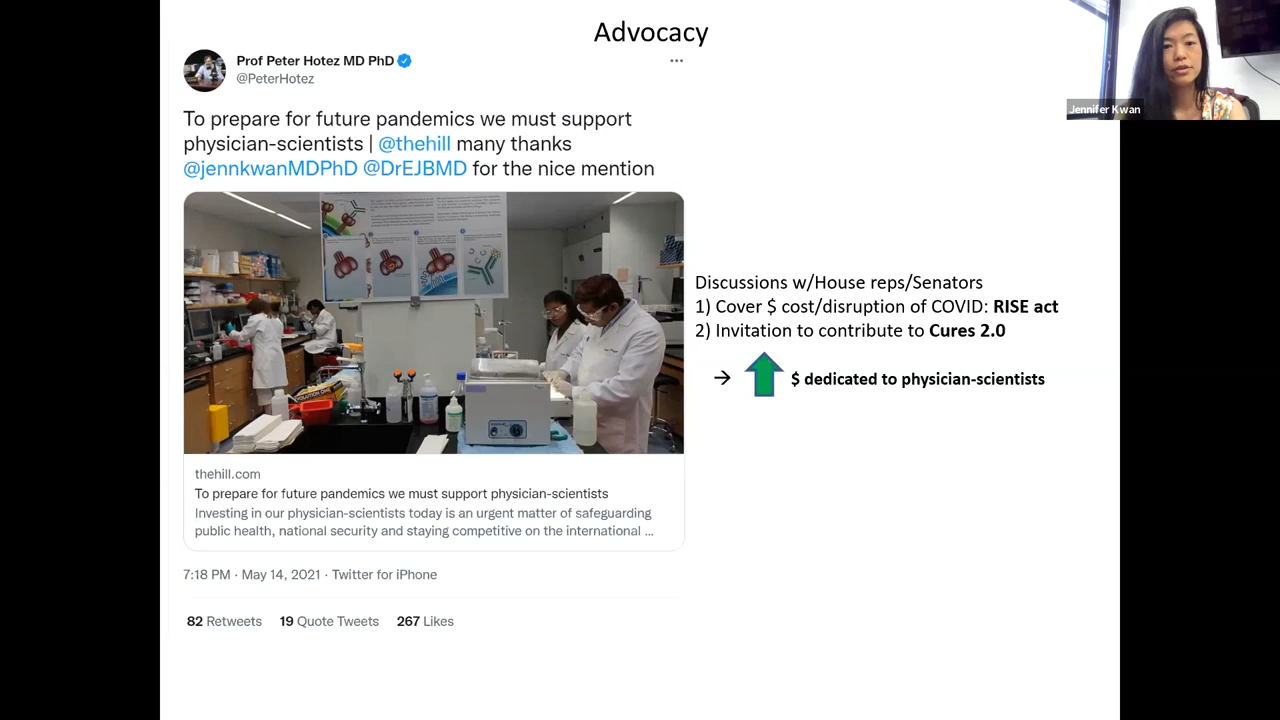 Advocacy
Prof Peter Hotez MD PhD
@PeterHotez
Jennifer Kwan
To prepare for future pandemics we must support
physician-scientists | @thehill many thanks
@jennkwanMDPhD @DrEJBMD for the nice mention
Discussions w/House reps/Senators
1) Cover $ cost/disruption of COVID: RISE act
2) Invitation to contribute to Cures 2.0
→ $ dedicated to physician-scientists
thehill.com
To prepare for future pandemics we must support physician-scientists
Investing in our physician-scientists today is an urgent matter of safeguarding
public health, national security and staying competitive on the international ...
7:18 PM · May 14, 2021 · Twitter for iPhone
82 Retweets 19 Quote Tweets 267 Likes